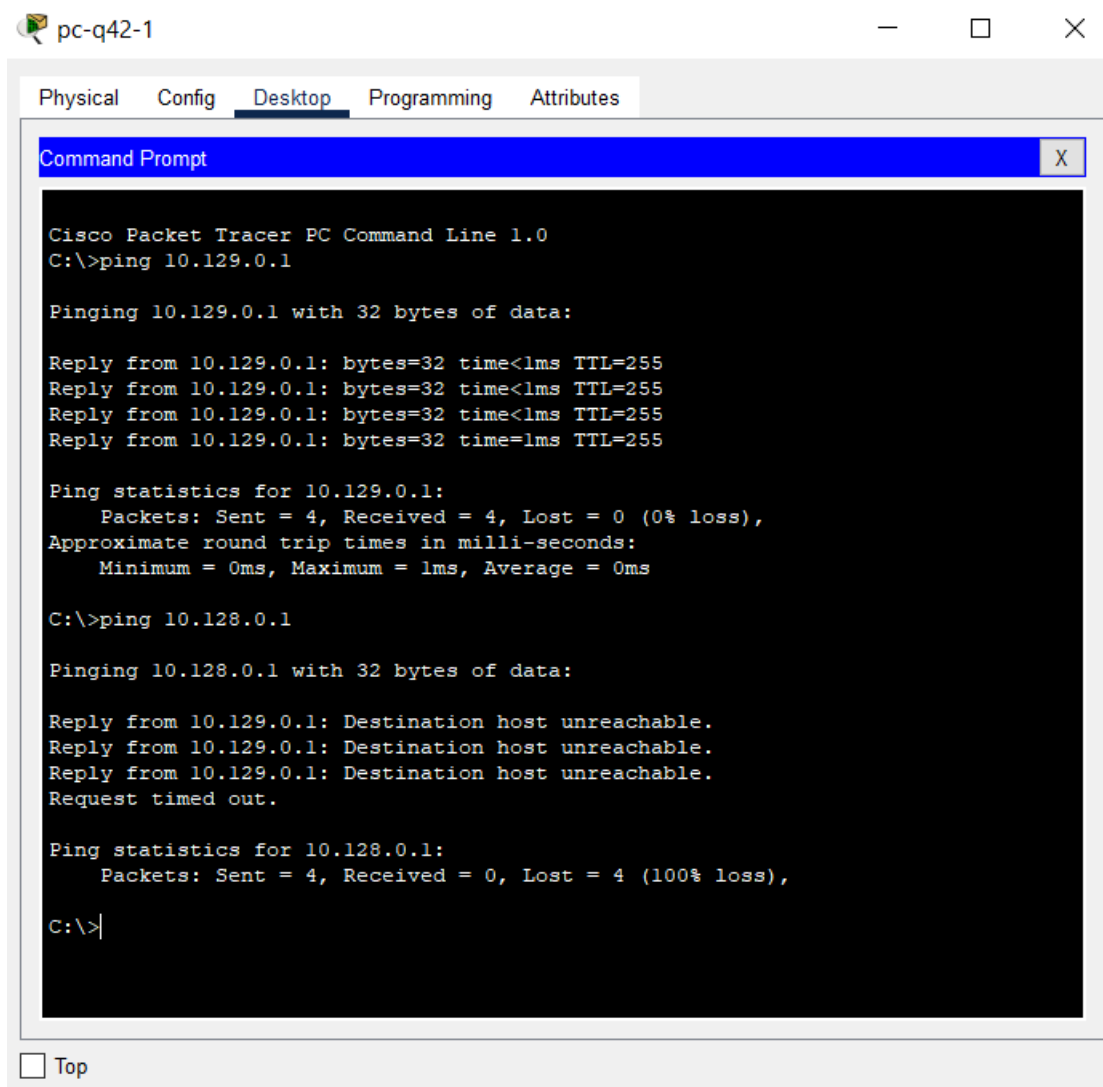 pc-q42-1
Physical Config Desktop Programming Attributes
Command Prompt X
Cisco Packet Tracer PC Command Line 1.0
C:\>ping 10.129.0.1
Pinging 10.129.0.1 with 32 bytes of data:
Reply from 10.129.0.1: bytes=32 time<1ms TTL=255
Reply from 10.129.0.1: bytes=32 time<1ms TTL=255
Reply from 10.129.0.1: bytes=32 time<1ms TTL=255
Reply from 10.129.0.1: bytes=32 time=1ms TTL=255
Ping statistics for 10.129.0.1:
    Packets: Sent = 4, Received = 4, Lost = 0 (0% loss),
Approximate round trip times in milli-seconds:
    Minimum = 0ms, Maximum = 1ms, Average = 0ms
C:\>ping 10.128.0.1
Pinging 10.128.0.1 with 32 bytes of data:
Reply from 10.129.0.1: Destination host unreachable.
Reply from 10.129.0.1: Destination host unreachable.
Reply from 10.129.0.1: Destination host unreachable.
Request timed out.
Ping statistics for 10.128.0.1:
    Packets: Sent = 4, Received = 0, Lost = 4 (100% loss),
C:\>
Top